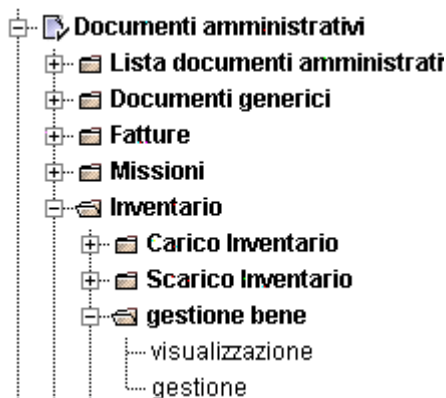 Documenti amministrativi
Lista documenti amministrati
Documenti generici
Fatture
Missioni
Inventario
Carico Inventario
Scarico Inventario
gestione bene
visualizzazione
gestione